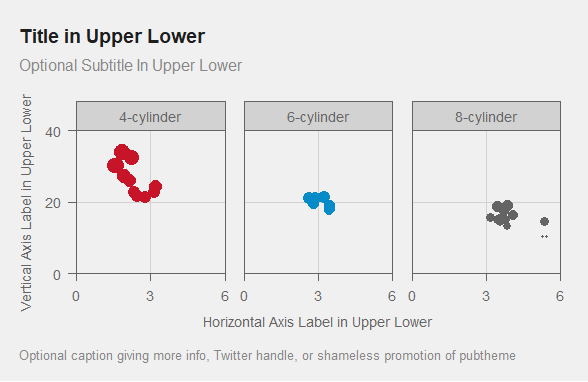 Title in Upper Lower
Optional Subtitle In Upper Lower
Vertical Axis Label in Upper Lower
4-cylinder
6-cylinder
8-cylinder
40
20
0
0 3 6 0 3 6 0 3 6
Horizontal Axis Label in Upper Lower
Optional caption giving more info, Twitter handle, or shameless promotion of pubtheme